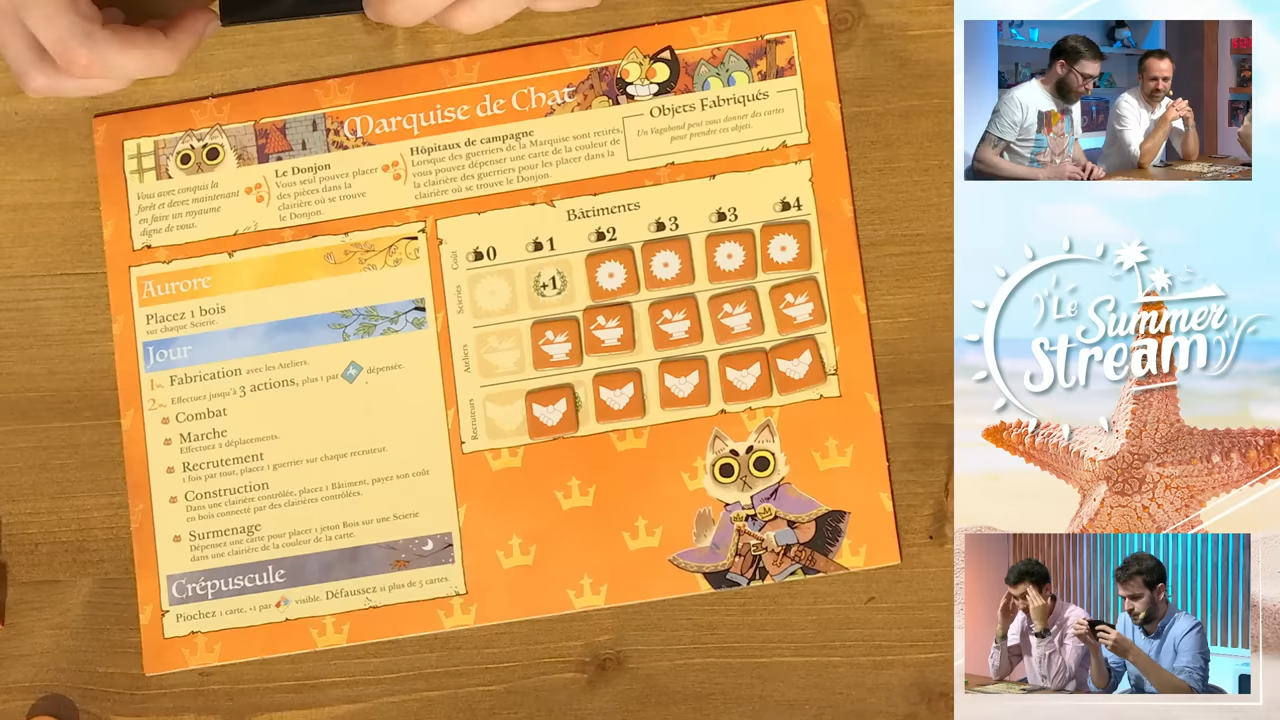 Marquise de Chat
Vous avez conquis la
forêt et devez maintenant
en faire un royaume
digne de vous.
Le Donjon
Vous seul pouvez placer
des pièces dans la
clairière où se trouve
le Donjon.
Hôpitaux de campagne
Lorsque des guerriers de la Marquise sont retirés,
vous pouvez dépenser une carte de la couleur de
la clairière des guerriers pour les placer dans la
clairière où se trouve le Donjon.
Objets Fabriqués
Un Vagabond peut vous donner des cartes
pour prendre ces objets.
Aurore
Placez 1 bois
sur chaque Scierie.
Jour
1. Fabrication avec les Ateliers.
2. Effectuez jusqu'à 3 actions, plus 1 par dépensée.
Combat
Marche
Effectuez 2 déplacements.
Recrutement
1 fois par tour, placez 1 guerrier sur chaque recruteur.
Construction
Dans une clairière contrôlée, placez 1 Bâtiment, payez son coût
en bois connecté par des clairières contrôlées.
Surmenage
Dépensez une carte pour placer 1 jeton Bois sur une Scierie
dans une clairière de la couleur de la carte.
Crépuscule
Piochez 1 carte, +1 par visible. Défaussez si plus de 5 cartes.
Bâtiments
Coût
0 1 2 3 3 4
Scieries
+1
Ateliers
Recruteurs
Le Summer
Stream